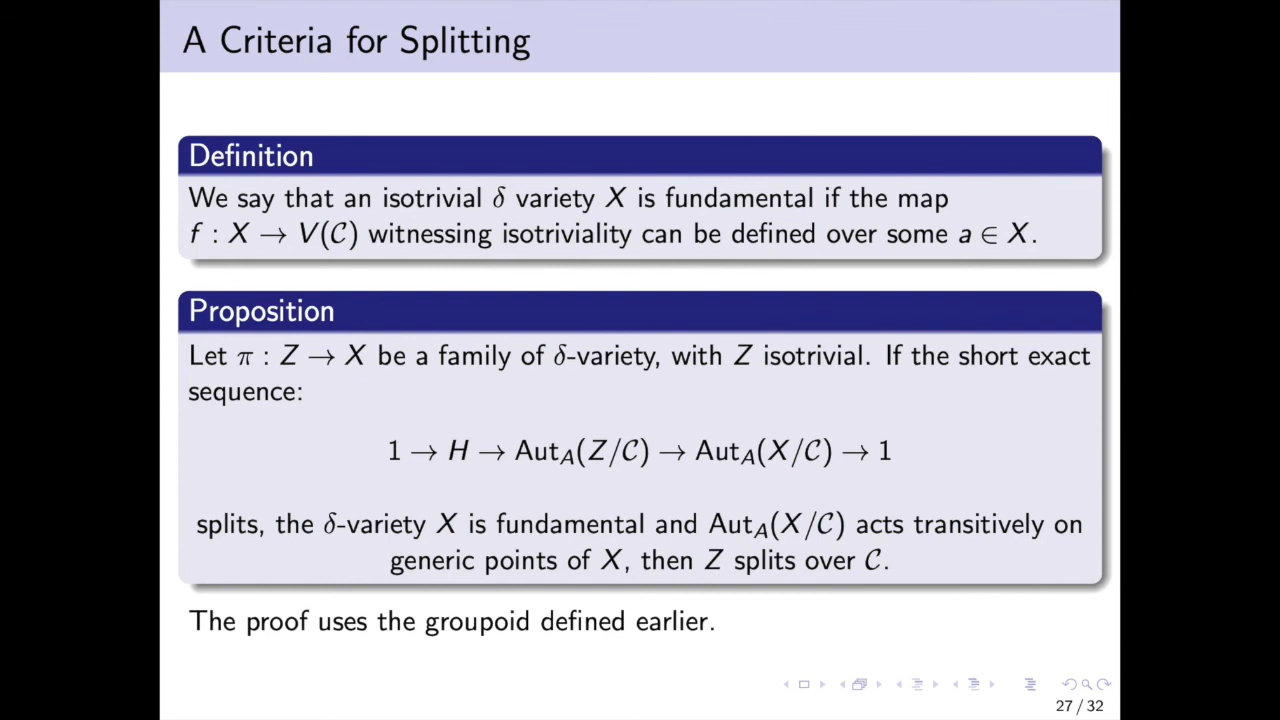 A Criteria for Splitting
Definition
We say that an isotrivial δ variety X is fundamental if the map
f : X → V(𝒞) witnessing isotriviality can be defined over some a ∈ X.
Proposition
Let π : Z → X be a family of δ-variety, with Z isotrivial. If the short exact
sequence:
1 → H → Aut_A(Z/𝒞) → Aut_A(X/𝒞) → 1
splits, the δ-variety X is fundamental and Aut_A(X/𝒞) acts transitively on
generic points of X, then Z splits over 𝒞.
The proof uses the groupoid defined earlier.
27 / 32